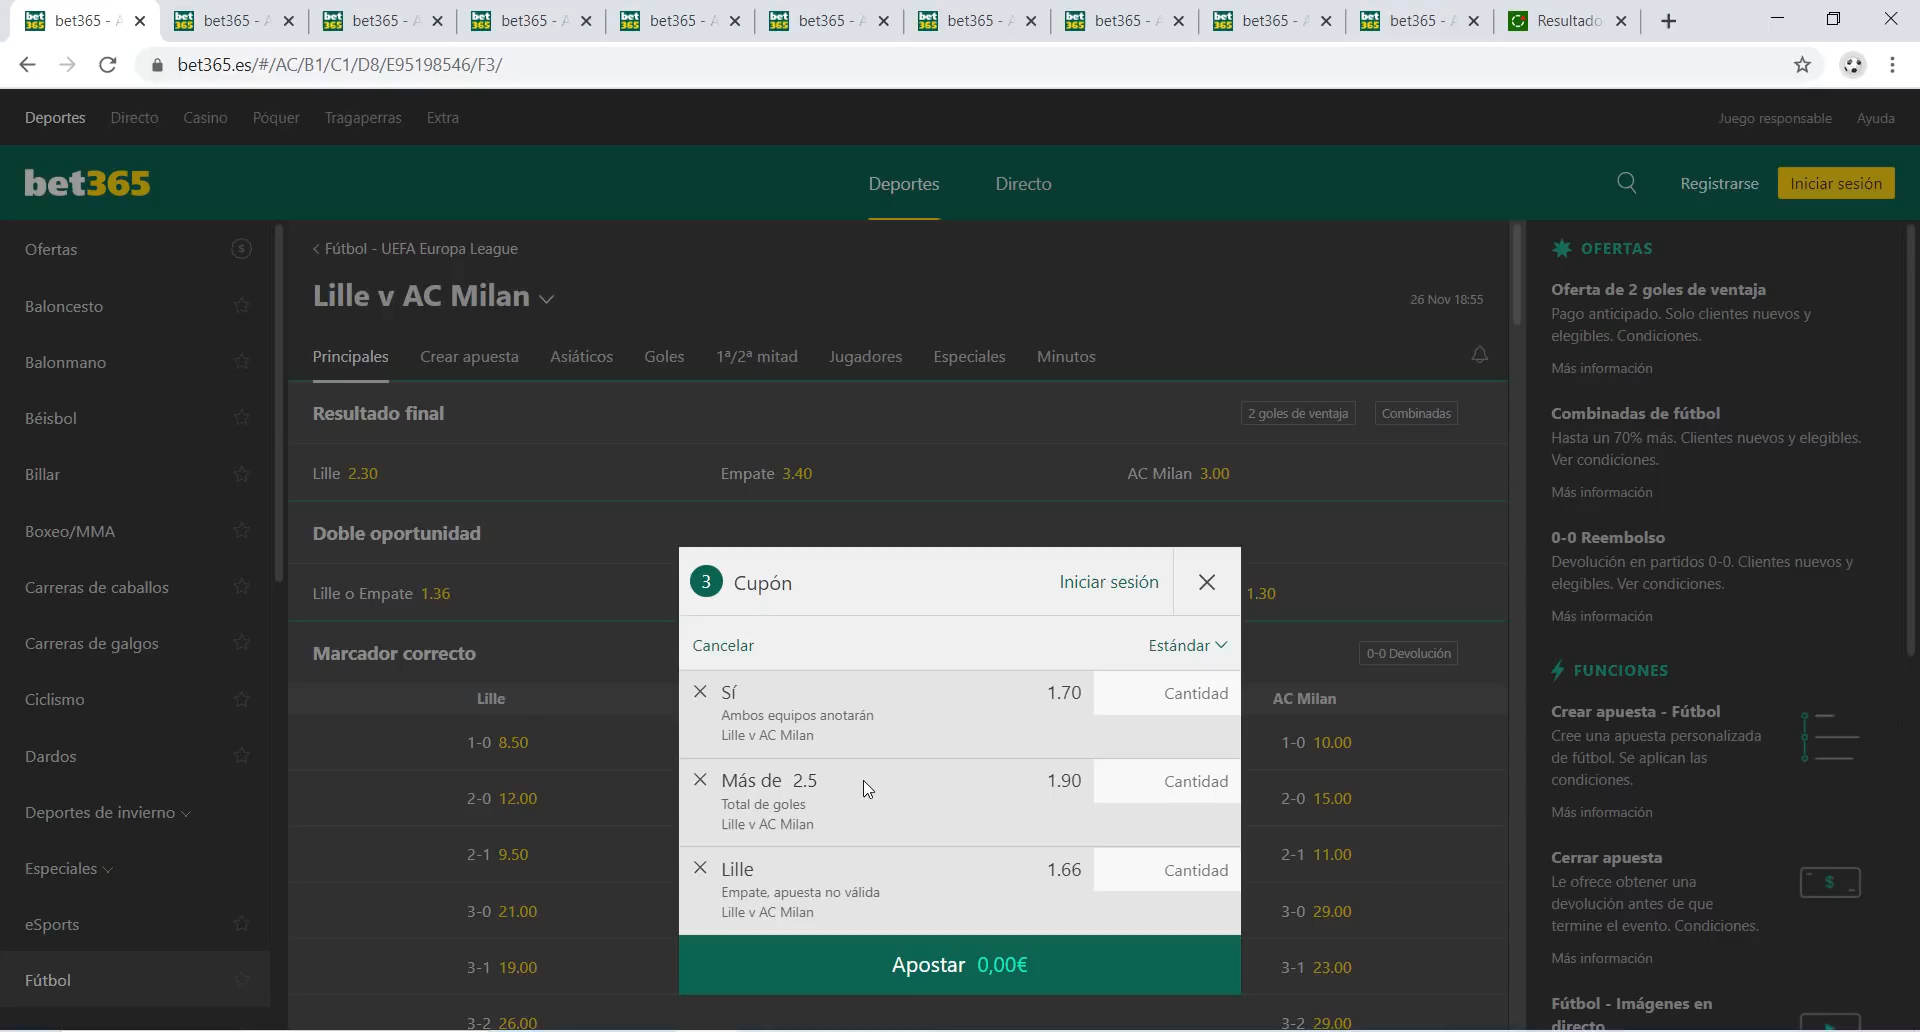 bet365 - A
bet365 - A
bet365 - A
bet365 - A
bet365 - A
bet365 - A
bet365 - A
bet365 - A
bet365 - A
bet365 - A
Resultado
bet365.es/#/AC/B1/C1/D8/E95198546/F3/
Deportes Directo Casino Póquer Tragaperras Extra
Juego responsable Ayuda
bet365
Deportes Directo
Registrarse Iniciar sesión
Ofertas
Baloncesto
Balonmano
Béisbol
Billar
Boxeo/MMA
Carreras de caballos
Carreras de galgos
Ciclismo
Dardos
Deportes de invierno
Especiales
eSports
Fútbol
< Fútbol - UEFA Europa League
Lille v AC Milan
26 Nov 18:55
Principales Crear apuesta Asiáticos Goles 1ª/2ª mitad Jugadores Especiales Minutos
Resultado final
2 goles de ventaja Combinadas
Lille 2.30 Empate 3.40 AC Milan 3.00
Doble oportunidad
Lille o Empate 1.36
1.30
Marcador correcto
0-0 Devolución
Lille
AC Milan
1-0 8.50
1-0 10.00
2-0 12.00
2-0 15.00
2-1 9.50
2-1 11.00
3-0 21.00
3-0 29.00
3-1 19.00
3-1 23.00
3-2 26.00
3-2 29.00
3 Cupón
Iniciar sesión
Cancelar
Estándar
Sí 1.70 Cantidad
Ambos equipos anotarán
Lille v AC Milan
Más de 2.5 1.90 Cantidad
Total de goles
Lille v AC Milan
Lille 1.66 Cantidad
Empate, apuesta no válida
Lille v AC Milan
Apostar 0,00€
OFERTAS
Oferta de 2 goles de ventaja
Pago anticipado. Solo clientes nuevos y
elegibles. Condiciones.
Más información
Combinadas de fútbol
Hasta un 70% más. Clientes nuevos y elegibles.
Ver condiciones.
Más información
0-0 Reembolso
Devolución en partidos 0-0. Clientes nuevos y
elegibles. Ver condiciones.
Más información
FUNCIONES
Crear apuesta - Fútbol
Cree una apuesta personalizada
de fútbol. Se aplican las
condiciones.
Más información
Cerrar apuesta
Le ofrece obtener una
devolución antes de que
termine el evento. Condiciones.
Más información
Fútbol - Imágenes en
directo